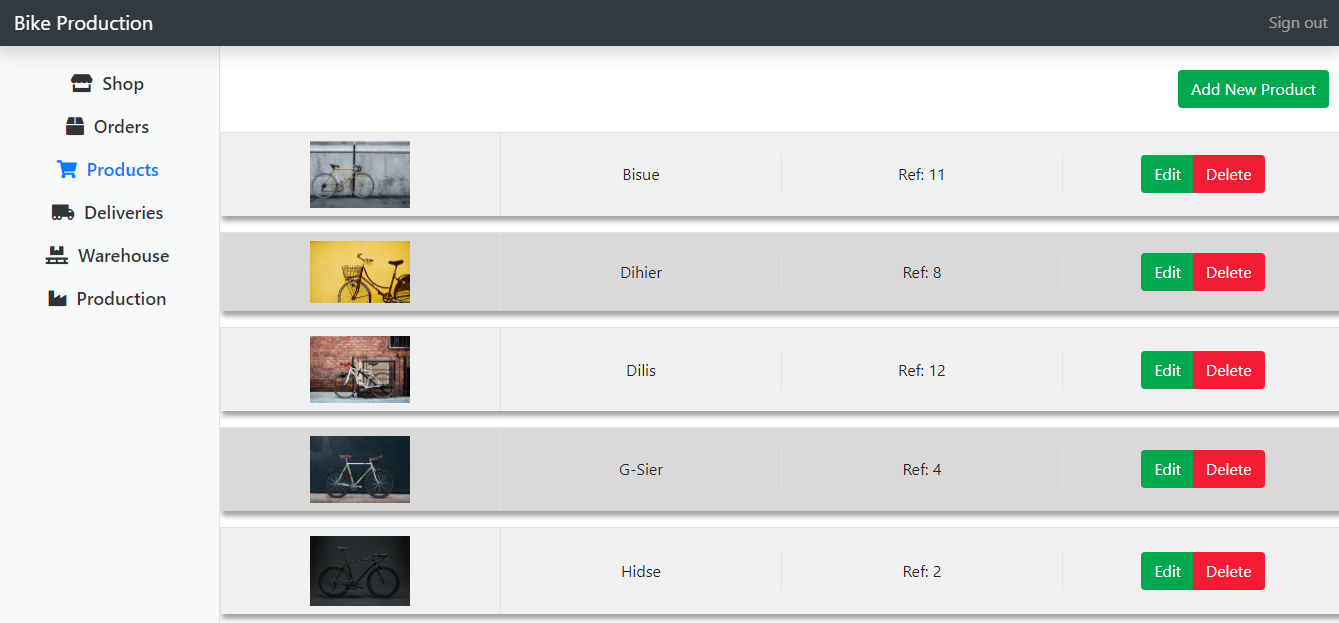 Bike Production
Sign out
Shop
Orders
Products
Deliveries
Warehouse
Production
Add New Product
Bisue Ref: 11 Edit Delete
Dihier Ref: 8 Edit Delete
Dilis Ref: 12 Edit Delete
G-Sier Ref: 4 Edit Delete
Hidse Ref: 2 Edit Delete